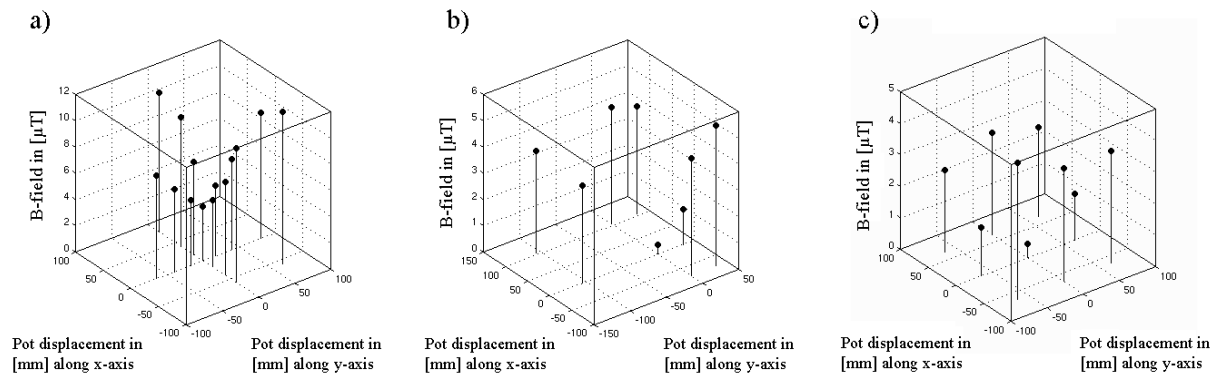 a)
B-field in [µT]
12
10
8
6
4
2
0
100
50
0
-50
-100
-100
-50
0
50
100
Pot displacement in
[mm] along x-axis
Pot displacement in
[mm] along y-axis
b)
B-field in [µT]
6
5
4
3
2
1
0
150
100
50
0
-50
-100
-150
-100
-50
0
50
Pot displacement in
[mm] along x-axis
Pot displacement in
[mm] along y-axis
c)
B-field in [µT]
5
4
3
2
1
0
100
50
0
-50
-100
-100
-50
0
50
100
Pot displacement in
[mm] along x-axis
Pot displacement in
[mm] along y-axis